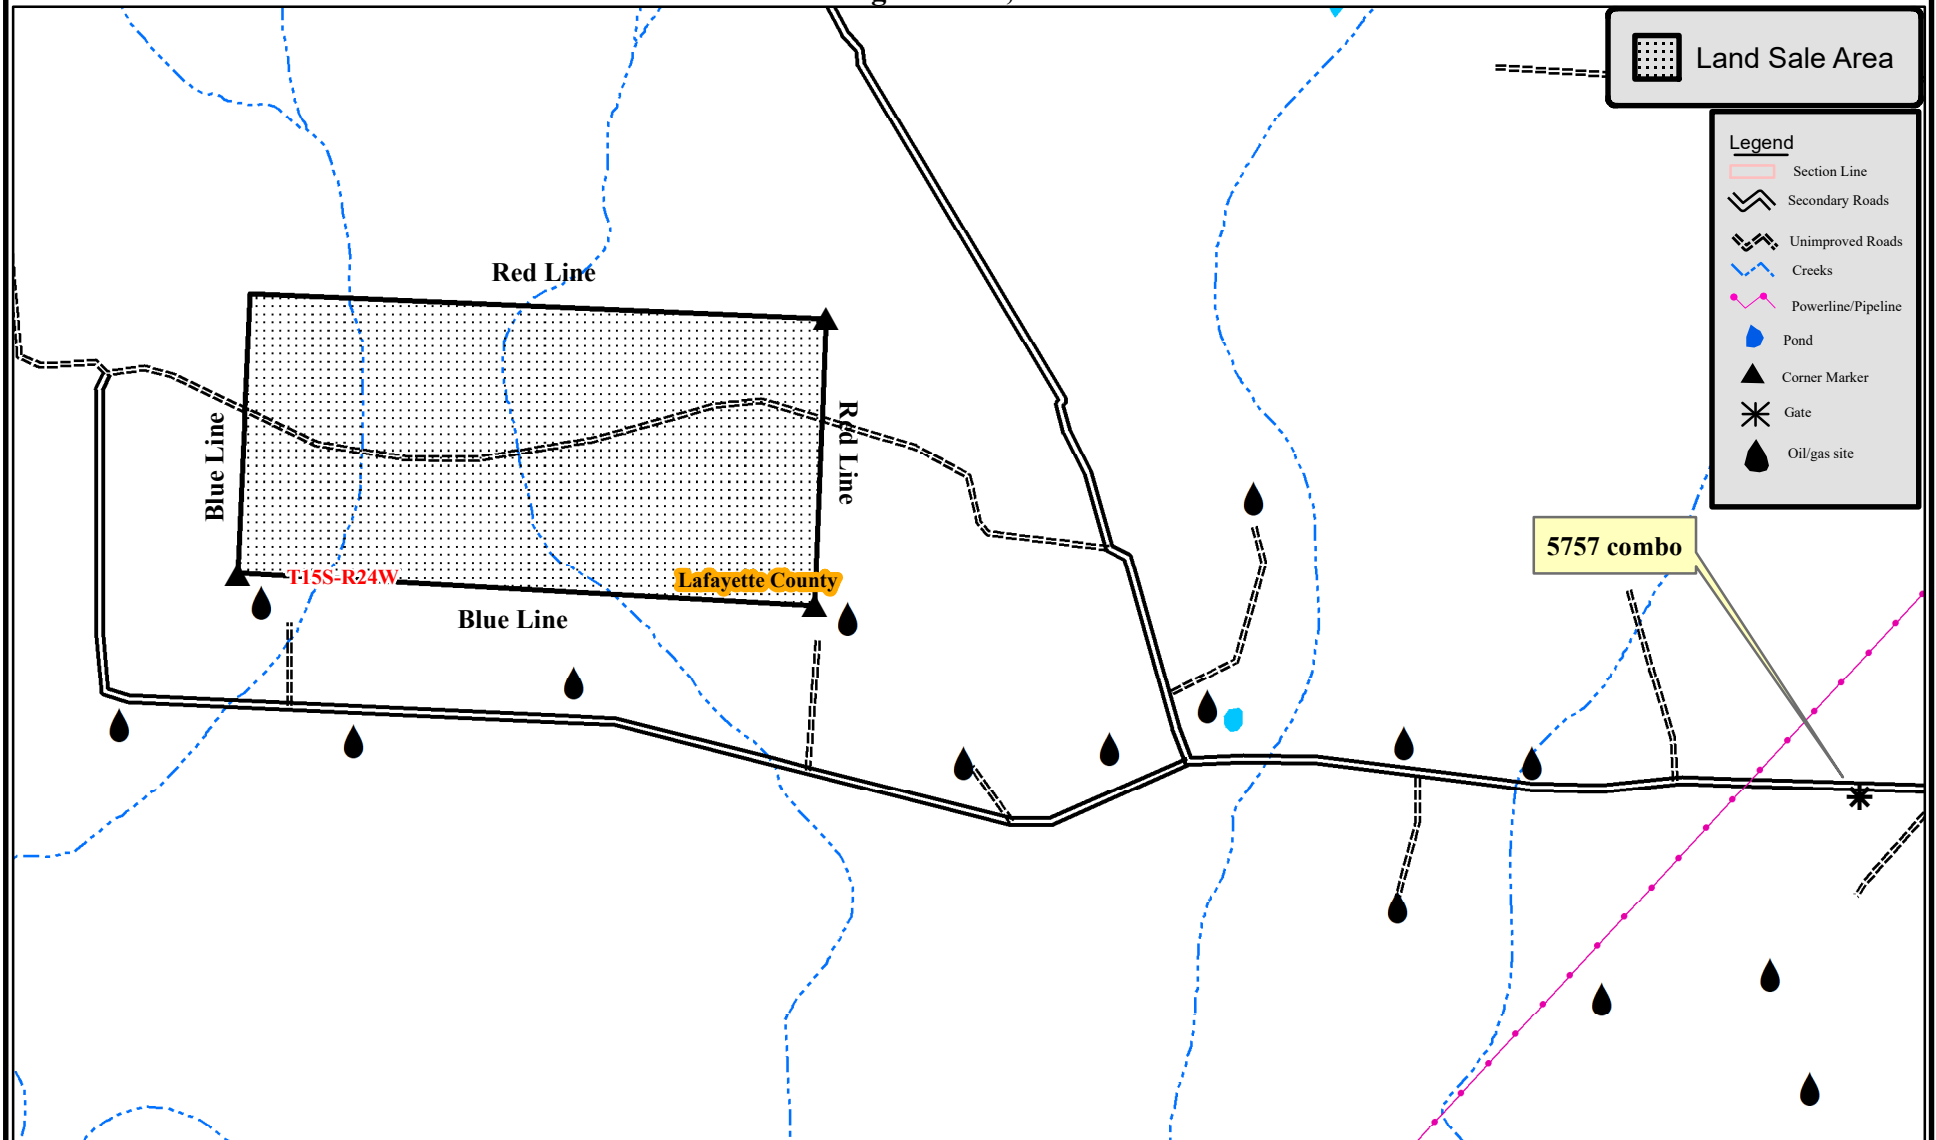 Land Sale Area
Legend
Section Line
Secondary Roads
Unimproved Roads
Creeks
Powerline/Pipeline
Pond
Corner Marker
Gate
Oil/gas site
Red Line
Red Line
Blue Line
5757 combo
T15S-R24W
Lafayette County
Blue Line